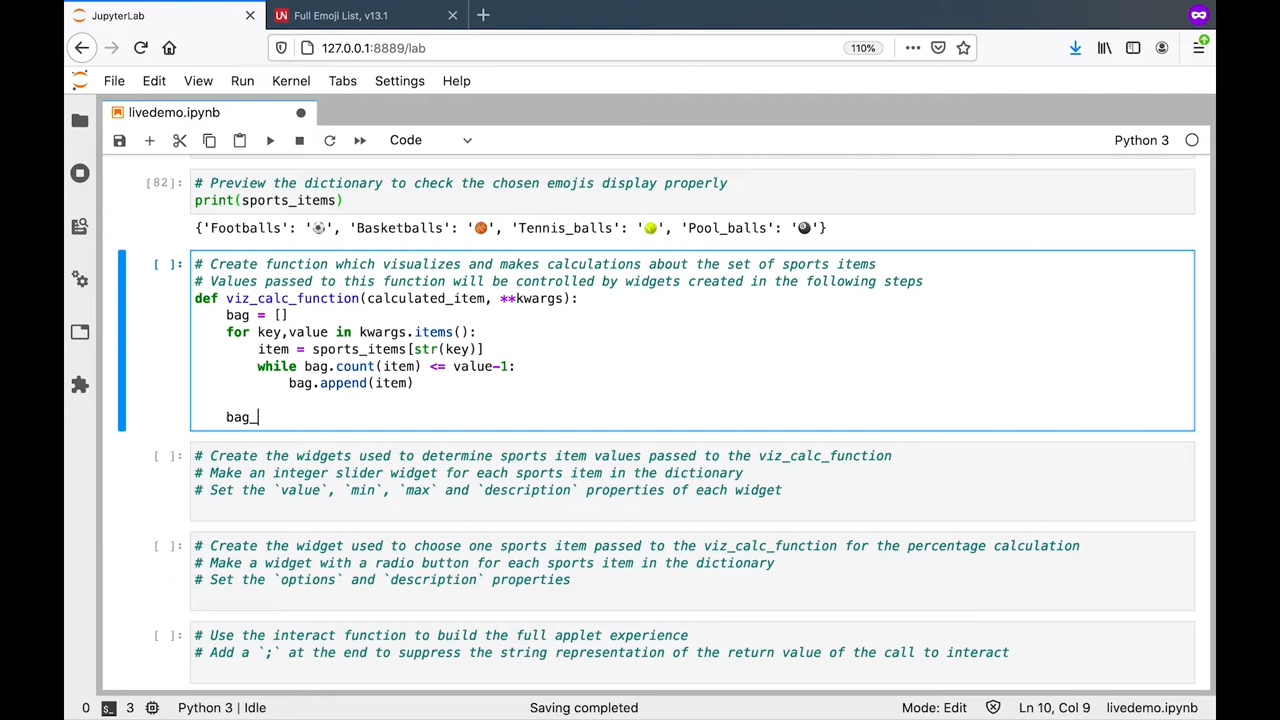 JupyterLab
UN Full Emoji List, v13.1
127.0.0.1:8889/lab
110%
File Edit View Run Kernel Tabs Settings Help
livedemo.ipynb
Code
Python 3
[82]: # Preview the dictionary to check the chosen emojis display properly
print(sports_items)
{'Footballs': '⚽', 'Basketballs': '🏀', 'Tennis_balls': '🎾', 'Pool_balls': '🎱'}
[ ]: # Create function which visualizes and makes calculations about the set of sports items
# Values passed to this function will be controlled by widgets created in the following steps
def viz_calc_function(calculated_item, **kwargs):
    bag = []
    for key,value in kwargs.items():
        item = sports_items[str(key)]
        while bag.count(item) <= value-1:
            bag.append(item)
    bag_
[ ]: # Create the widgets used to determine sports item values passed to the viz_calc_function
# Make an integer slider widget for each sports item in the dictionary
# Set the `value`, `min`, `max` and `description` properties of each widget
[ ]: # Create the widget used to choose one sports item passed to the viz_calc_function for the percentage calculation
# Make a widget with a radio button for each sports item in the dictionary
# Set the `options` and `description` properties
[ ]: # Use the interact function to build the full applet experience
# Add a `;` at the end to suppress the string representation of the return value of the call to interact
0 3 Python 3 | Idle Saving completed Mode: Edit Ln 10, Col 9 livedemo.ipynb